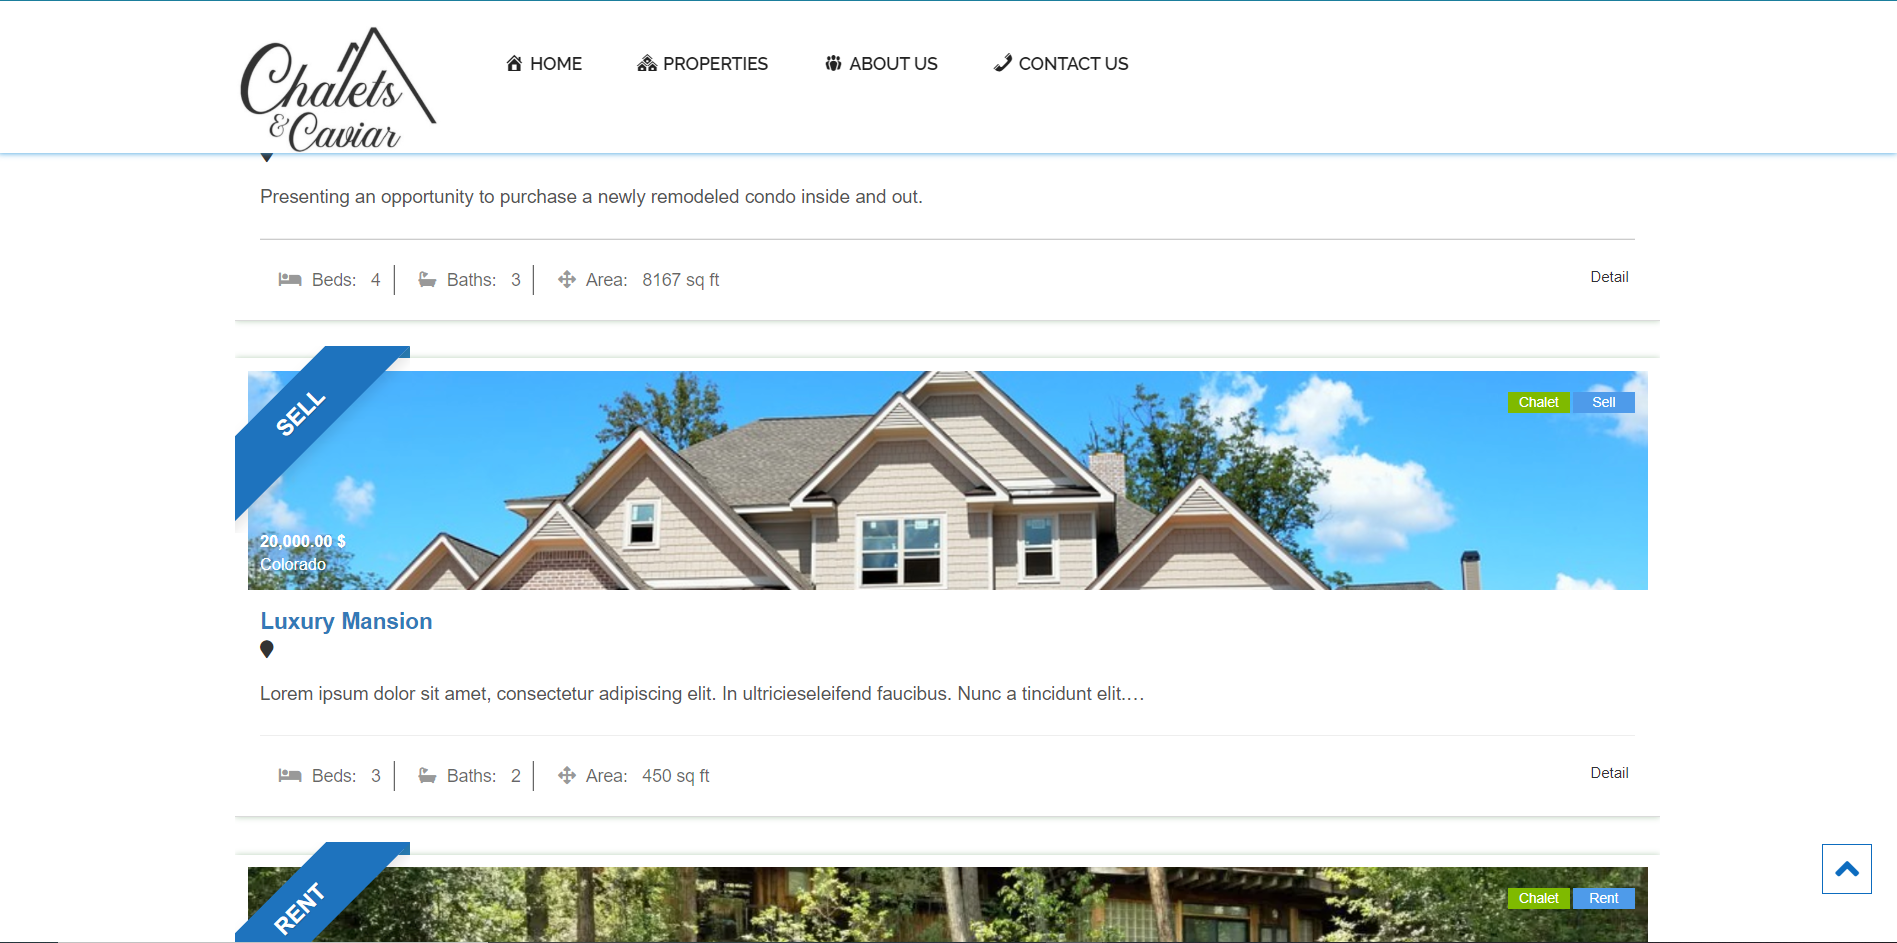 Chalets
& Caviar
HOME
PROPERTIES
ABOUT US
CONTACT US
Presenting an opportunity to purchase a newly remodeled condo inside and out.
Beds: 4
Baths: 3
Area: 8167 sq ft
Detail
SELL
Chalet
Sell
20,000.00 $
Colorado
Luxury Mansion
Lorem ipsum dolor sit amet, consectetur adipiscing elit. In ultricieseleifend faucibus. Nunc a tincidunt elit.…
Beds: 3
Baths: 2
Area: 450 sq ft
Detail
RENT
Chalet
Rent